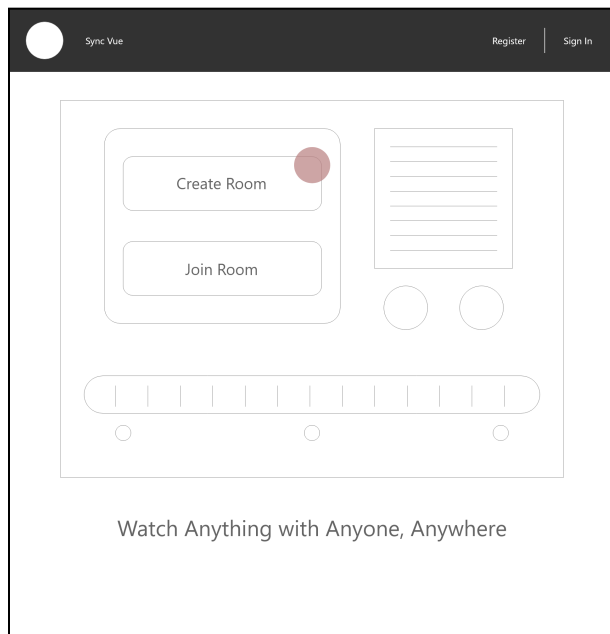 Sync Vue
Register
Sign In
Create Room
Join Room
Watch Anything with Anyone, Anywhere